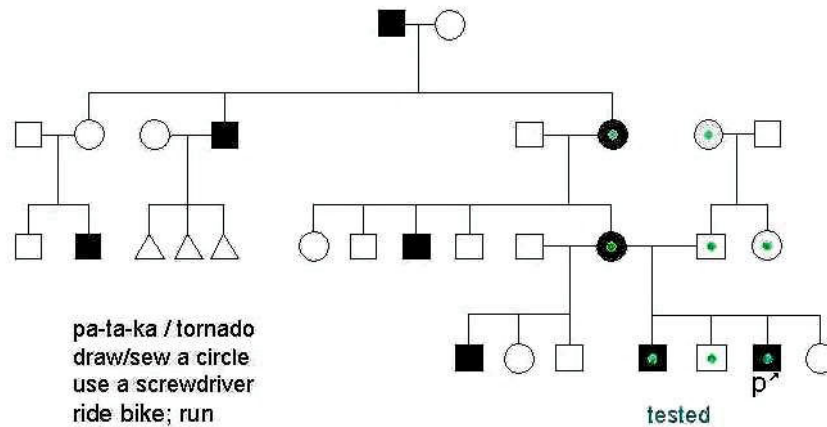 pa-ta-ka / tornado
draw/sew a circle
use a screwdriver
ride bike; run
p↗
tested